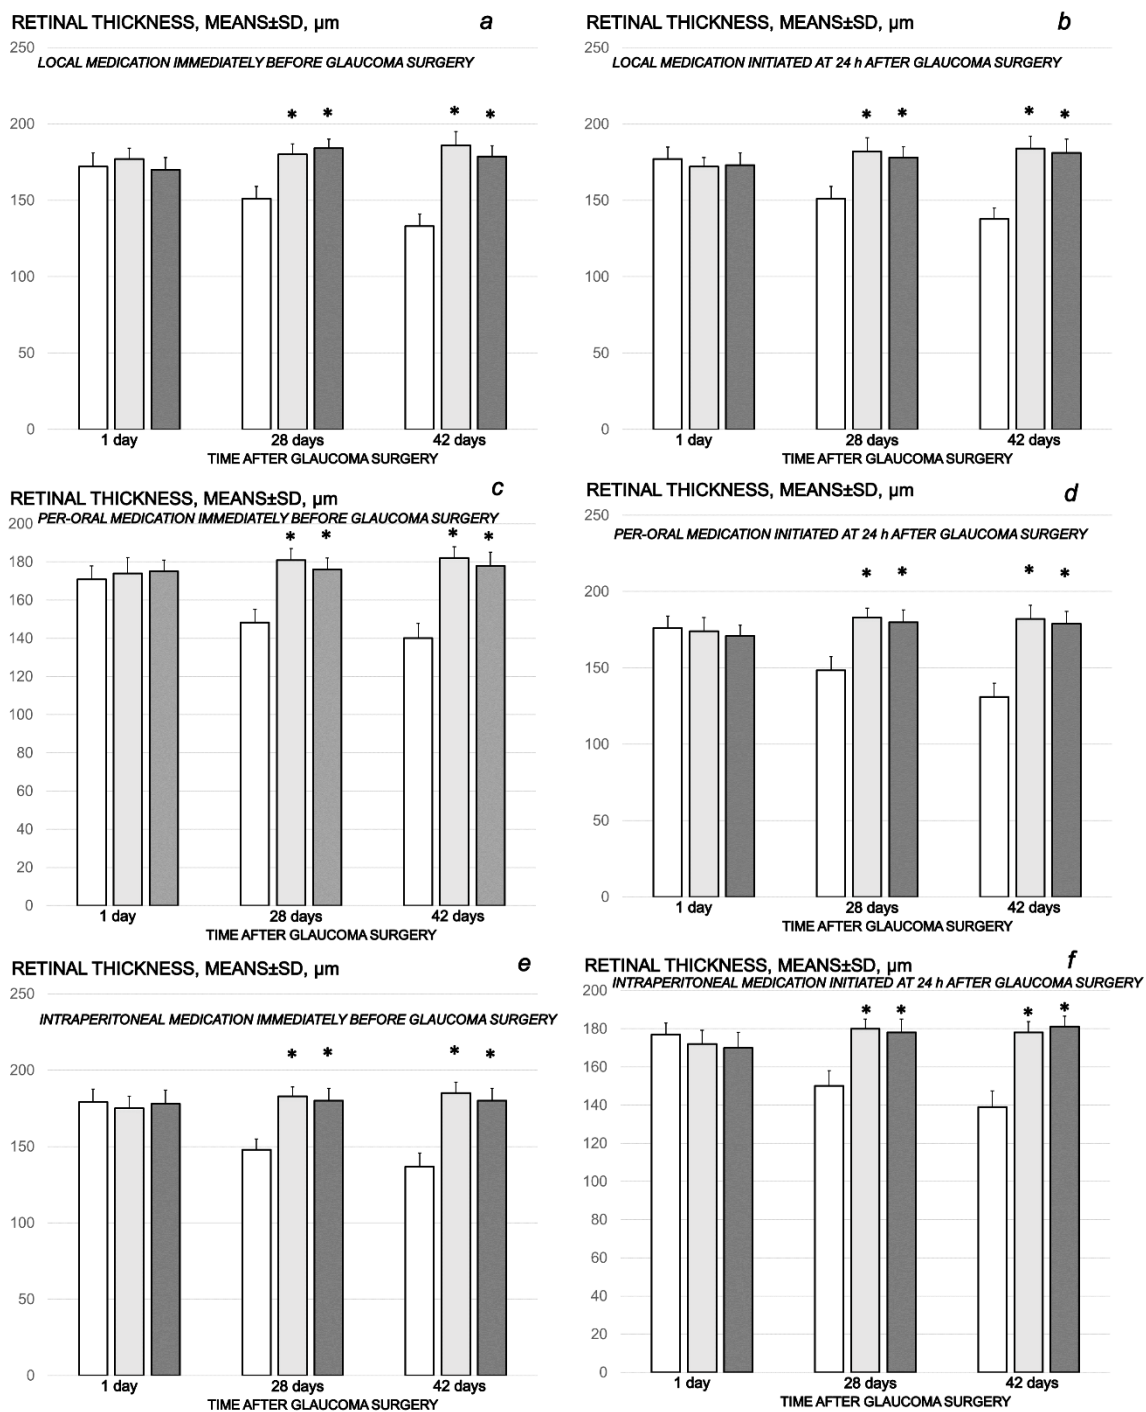 RETINAL THICKNESS, MEANS±SD, µm
a
250
LOCAL MEDICATION IMMEDIATELY BEFORE GLAUCOMA SURGERY
* * * *
200
150
100
50
0
1 day 28 days 42 days
TIME AFTER GLAUCOMA SURGERY
RETINAL THICKNESS, MEANS±SD, µm
b
250
LOCAL MEDICATION INITIATED AT 24 h AFTER GLAUCOMA SURGERY
* * * *
200
150
100
50
0
1 day 28 days 42 days
TIME AFTER GLAUCOMA SURGERY
RETINAL THICKNESS, MEANS±SD, µm
c
PER-ORAL MEDICATION IMMEDIATELY BEFORE GLAUCOMA SURGERY
200
* * * *
180
160
140
120
100
80
60
40
20
0
1 day 28 days 42 days
TIME AFTER GLAUCOMA SURGERY
RETINAL THICKNESS, MEANS±SD, µm
d
250
PER-ORAL MEDICATION INITIATED AT 24 h AFTER GLAUCOMA SURGERY
* * * *
200
150
100
50
0
1 day 28 days 42 days
TIME AFTER GLAUCOMA SURGERY
RETINAL THICKNESS, MEANS±SD, µm
e
250
INTRAPERITONEAL MEDICATION IMMEDIATELY BEFORE GLAUCOMA SURGERY
* * * *
200
150
100
50
0
1 day 28 days 42 days
TIME AFTER GLAUCOMA SURGERY
RETINAL THICKNESS, MEANS±SD, µm
f
INTRAPERITONEAL MEDICATION INITIATED AT 24 h AFTER GLAUCOMA SURGERY
200
* * * *
180
160
140
120
100
80
60
40
20
0
1 day 28 days 42 days
TIME AFTER GLAUCOMA SURGERY